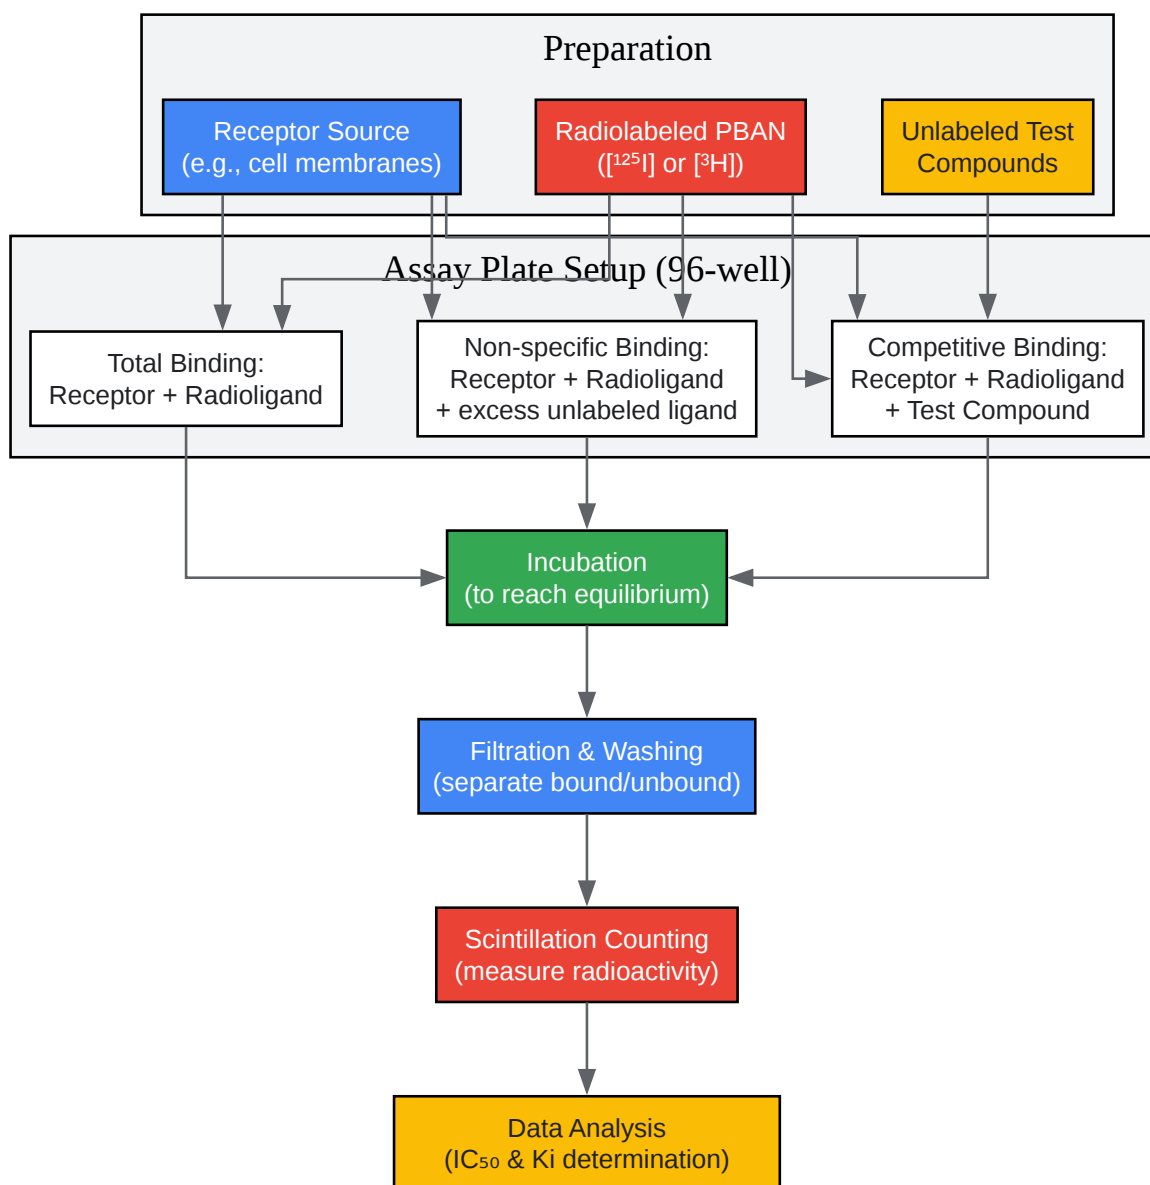 Preparation
Receptor Source
(e.g., cell membranes)
Radiolabeled PBAN
([¹²⁵I] or [³H])
Unlabeled Test
Compounds
Assay Plate Setup (96-well)
Total Binding:
Receptor + Radioligand
Non-specific Binding:
Receptor + Radioligand
+ excess unlabeled ligand
Competitive Binding:
Receptor + Radioligand
+ Test Compound
Incubation
(to reach equilibrium)
Filtration & Washing
(separate bound/unbound)
Scintillation Counting
(measure radioactivity)
Data Analysis
(IC₅₀ & Ki determination)